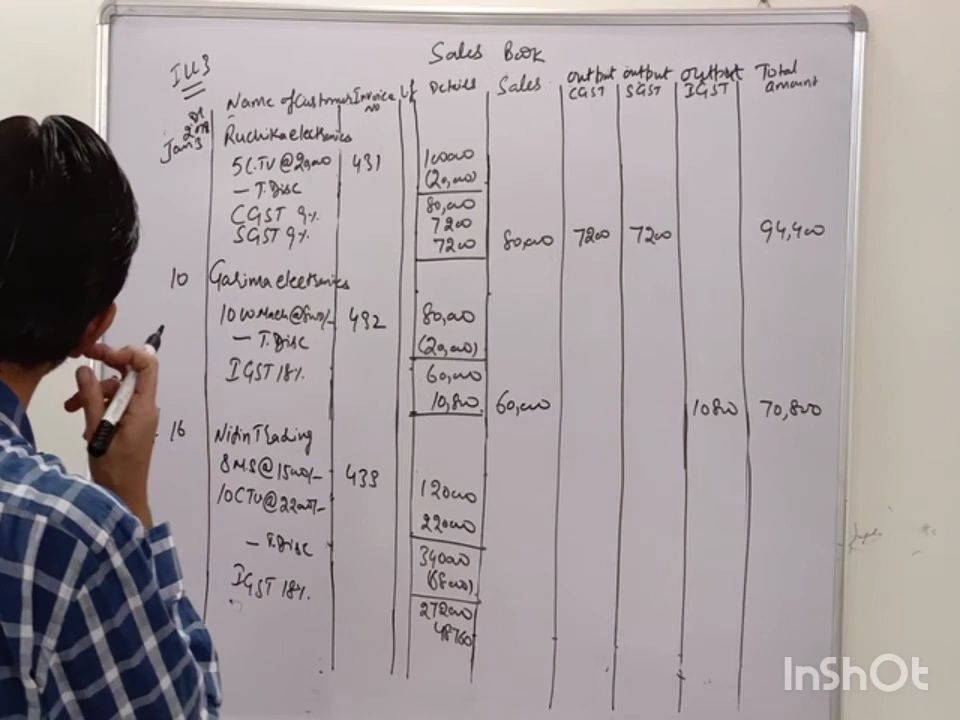 Sales Book
Ill 3
Name of Customer Invoice no L.f Details Sales output CGST output SGST output IGST Total amount
Jan 3 Ruchika electronics
5 C.TV @ 20,000 431 100000
- T. Disc (20,000)
80,000
CGST 9% 7200
SGST 9% 7200 80,000 7200 7200 94,400
10 Garima electronics
10 W Mach @ 8000/- 432 80,000
- T. Disc (20,000)
IGST 18% 60,000
10,800 60,000 10800 70,800
16 Nitin Trading
8 M.S @ 15000/- 433 120000
10 CTV @ 22000/- 220000
- T. Disc 340000
(68000)
IGST 18% 272000
48960
InShOt